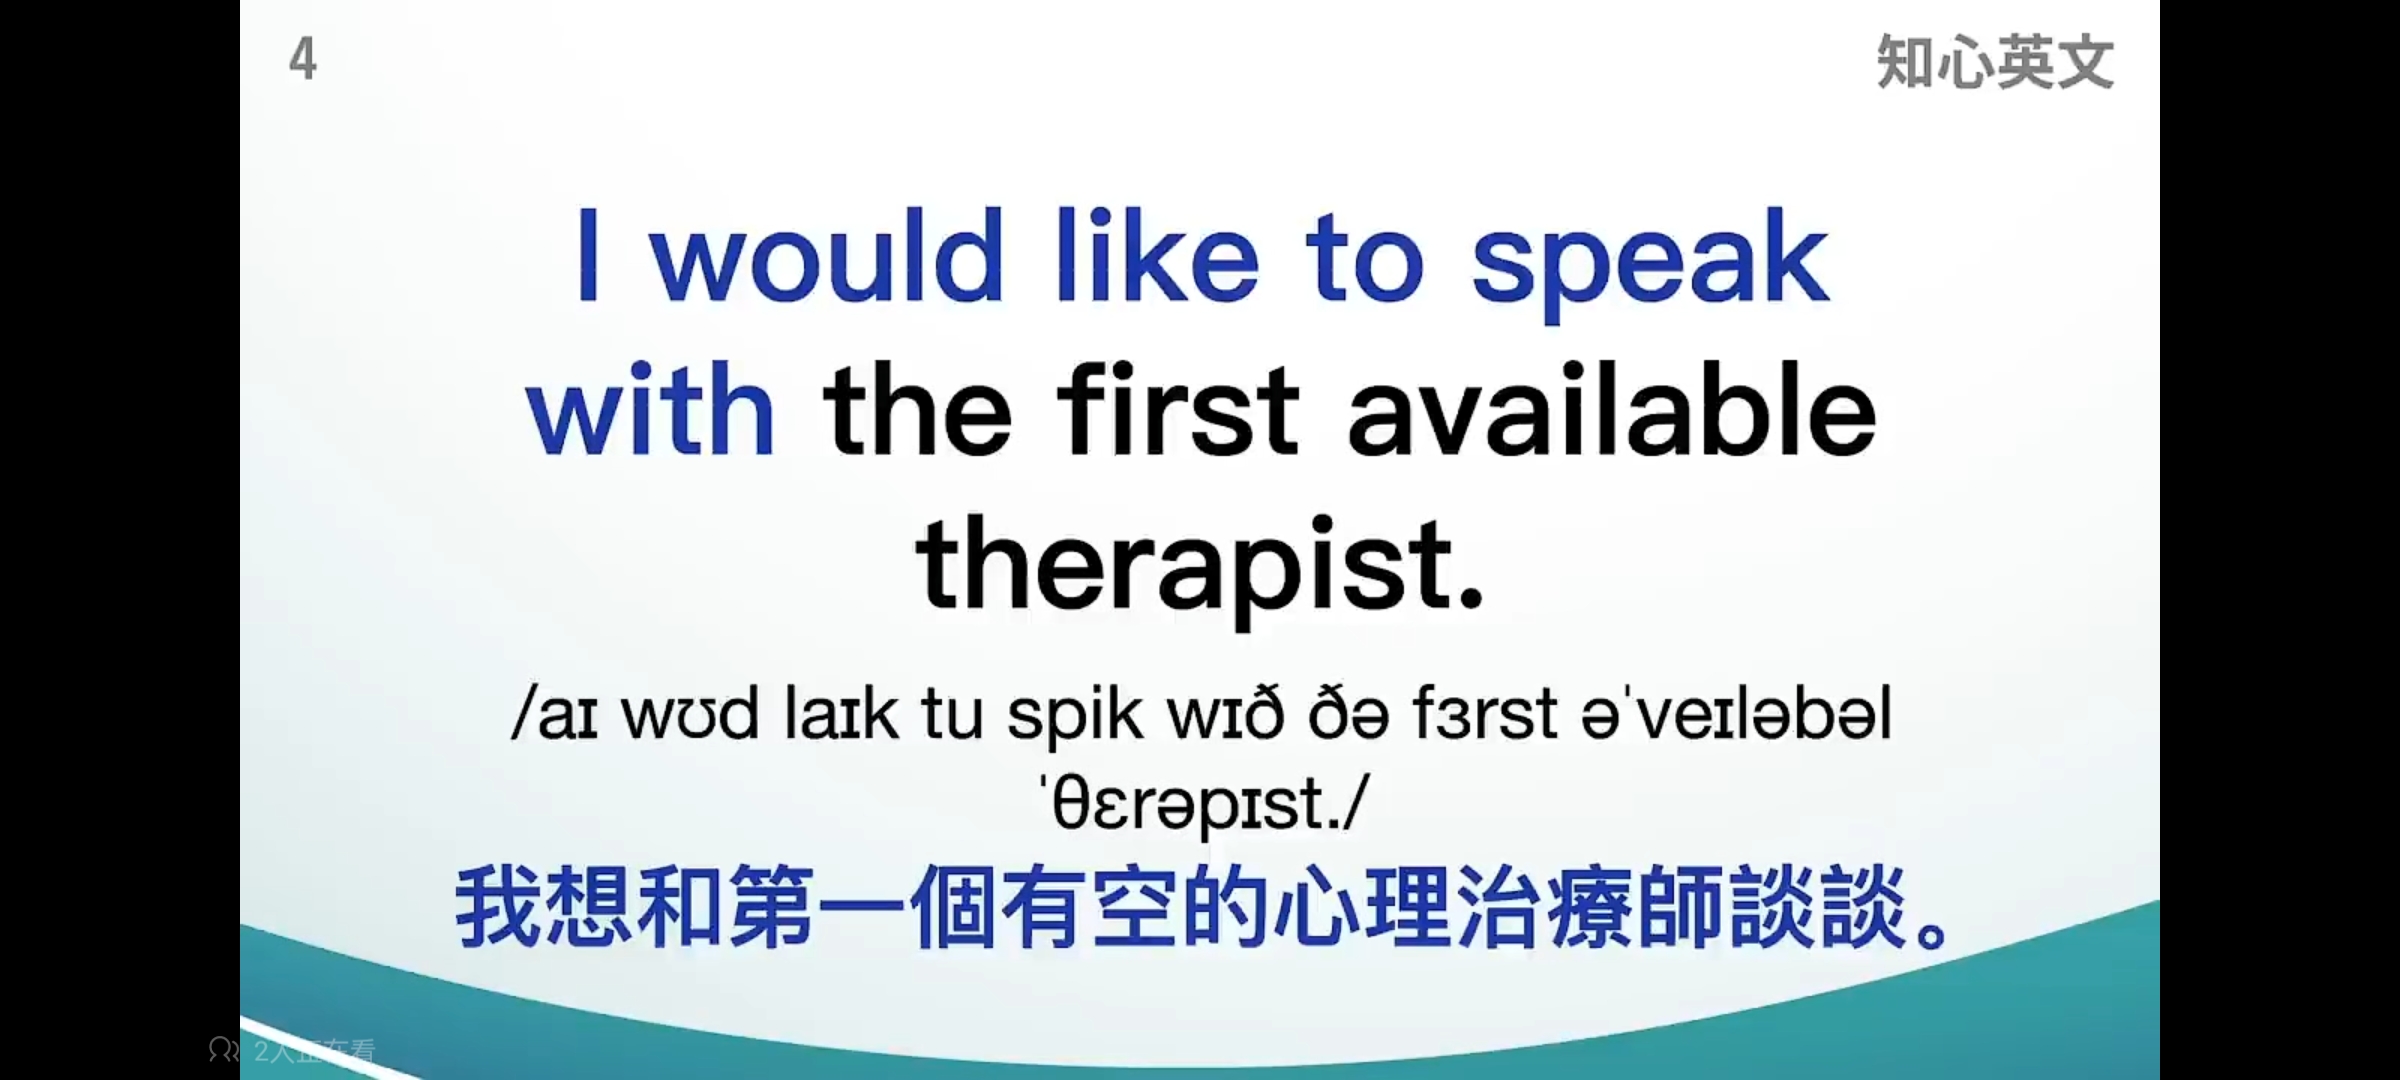 4
知心英文
I would like to speak
with the first available
therapist.
/aɪ wʊd laɪk tu spik wɪð ðə fɜrst əˈveɪləbəl
ˈθɛrəpɪst./
我想和第一個有空的心理治療師談談。
2人正在看